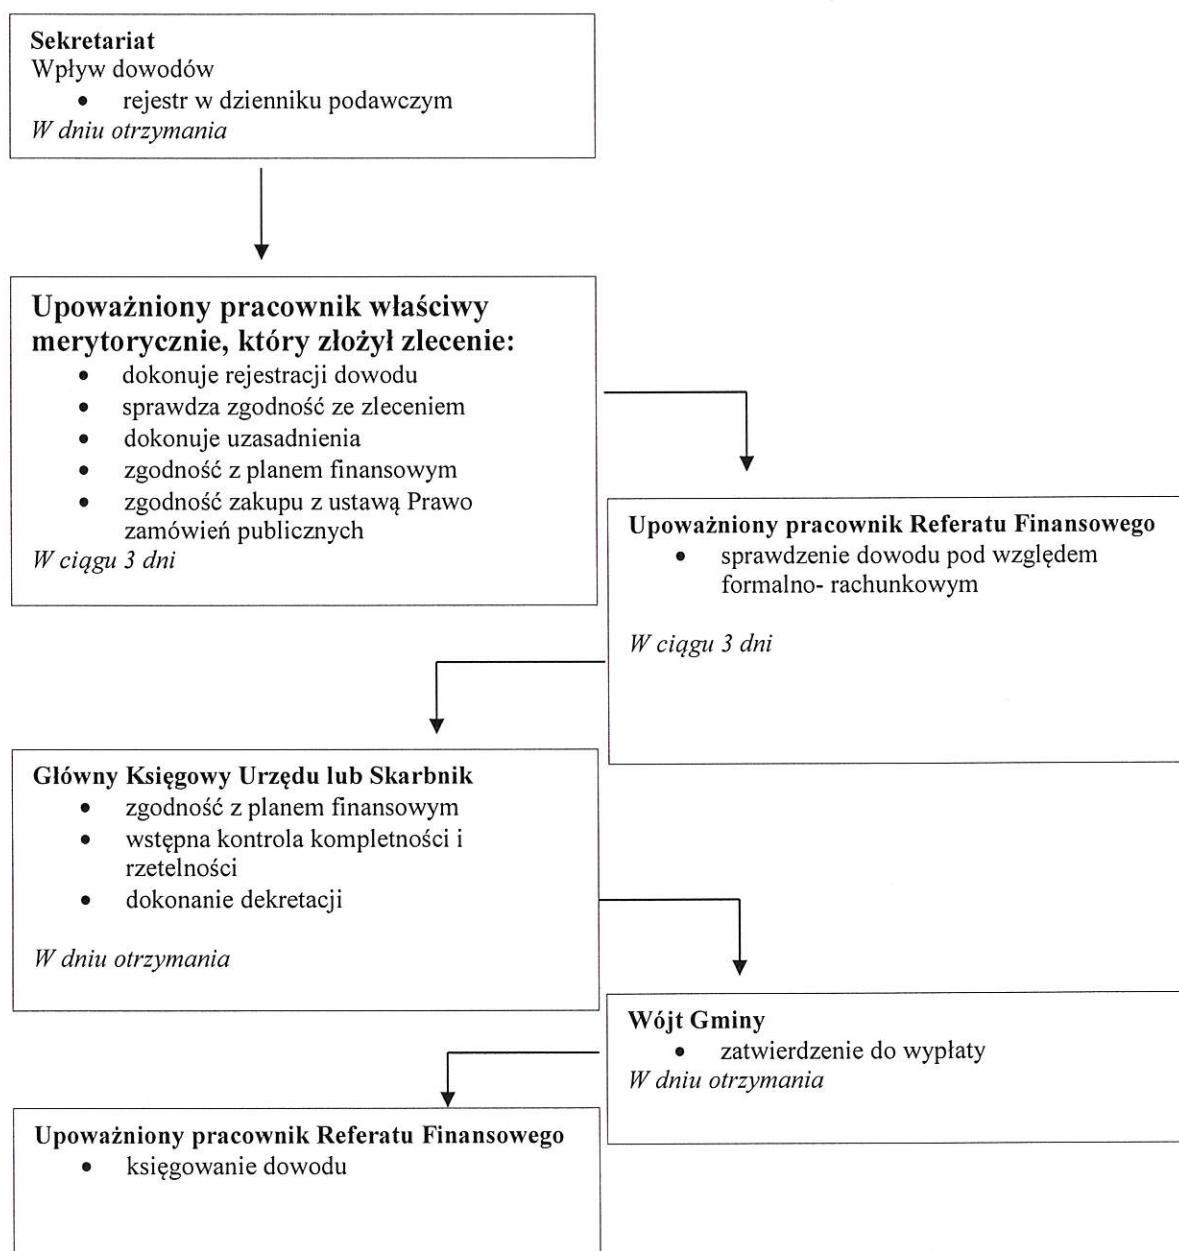 Sekretariat
Wpływ dowodów
• rejestr w dzienniku podawczym
W dniu otrzymania
Upoważniony pracownik właściwy
merytorycznie, który złożył zlecenie:
• dokonuje rejestracji dowodu
• sprawdza zgodność ze zleceniem
• dokonuje uzasadnienia
• zgodność z planem finansowym
• zgodność zakupu z ustawą Prawo
zamówień publicznych
W ciągu 3 dni
Upoważniony pracownik Referatu Finansowego
• sprawdzenie dowodu pod względem
formalno- rachunkowym
W ciągu 3 dni
Główny Księgowy Urzędu lub Skarbnik
• zgodność z planem finansowym
• wstępna kontrola kompletności i
rzetelności
• dokonanie dekretacji
W dniu otrzymania
Wójt Gminy
• zatwierdzenie do wypłaty
W dniu otrzymania
Upoważniony pracownik Referatu Finansowego
• księgowanie dowodu